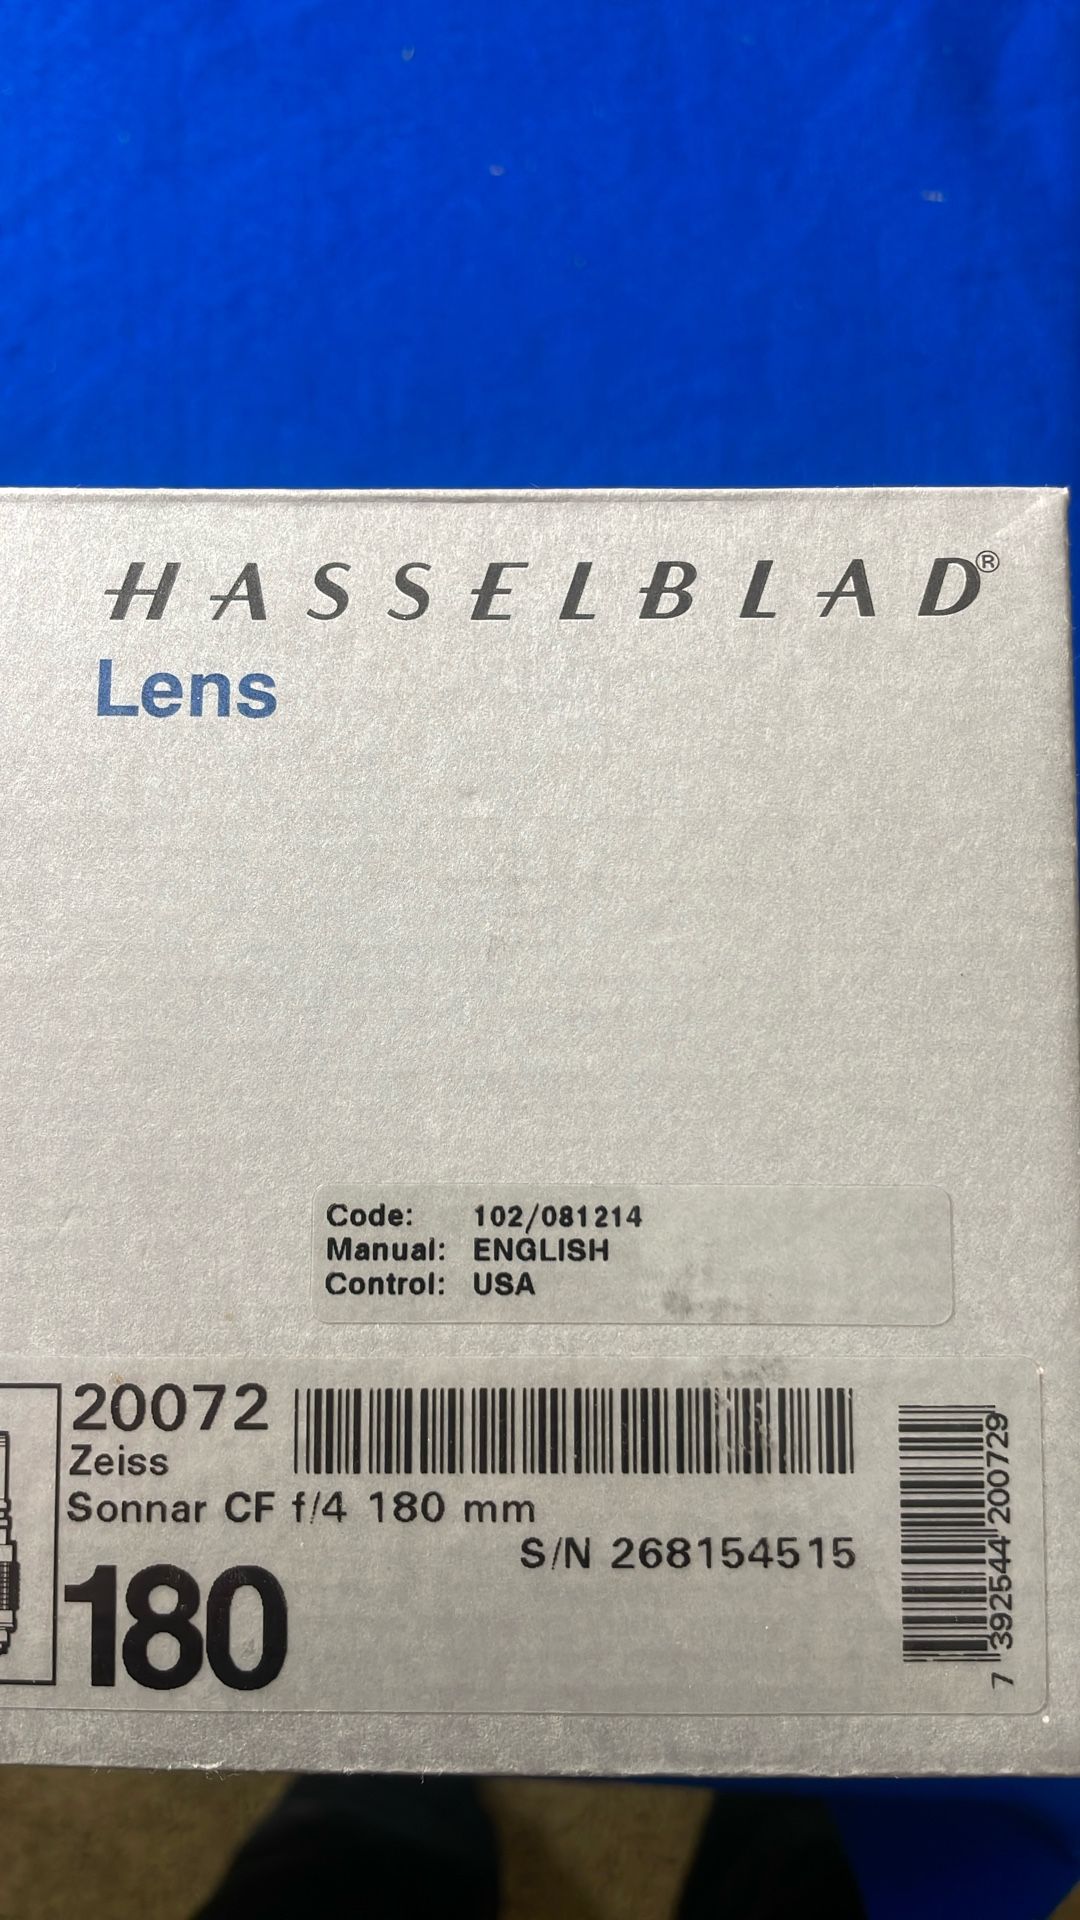 HASSELBLAD®
Lens
Code: 102/081214
Manual: ENGLISH
Control: USA
20072
Zeiss
Sonnar CF f/4 180 mm
S/N 268154515
180
7 392544 200729